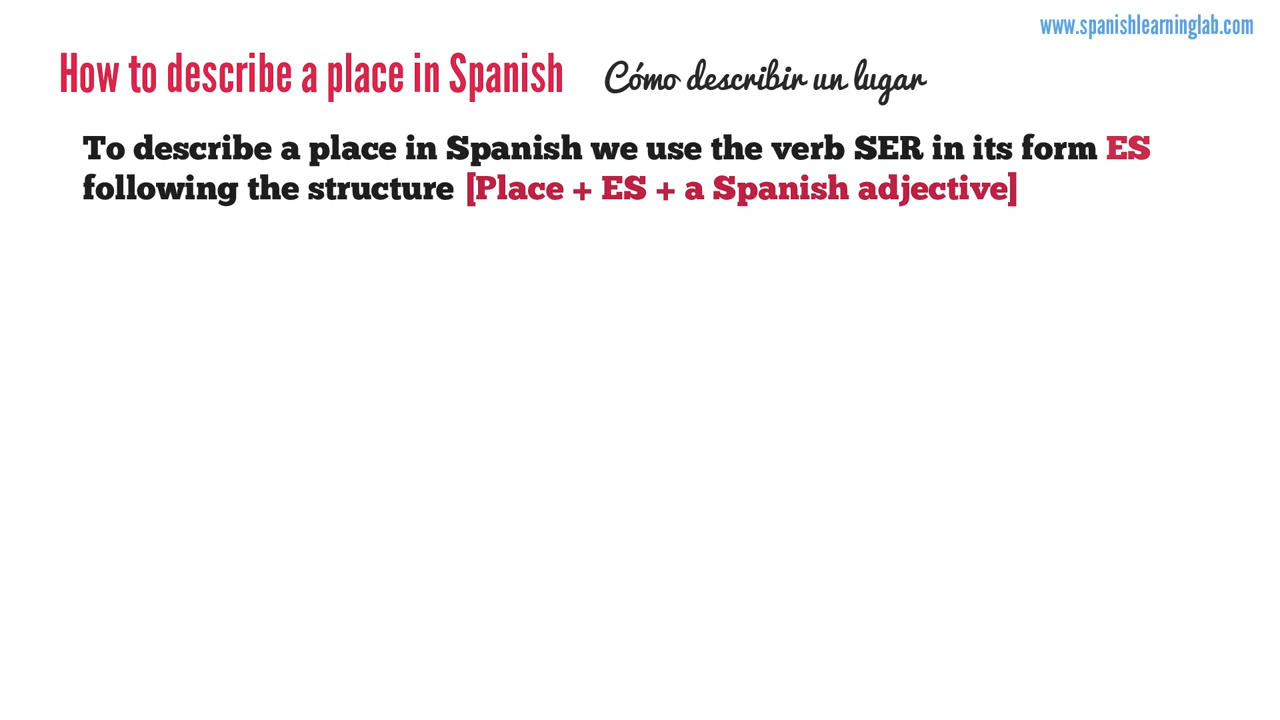 www.spanishlearninglab.com
How to describe a place in Spanish Cómo describir un lugar
To describe a place in Spanish we use the verb SER in its form ES
following the structure [Place + ES + a Spanish adjective]